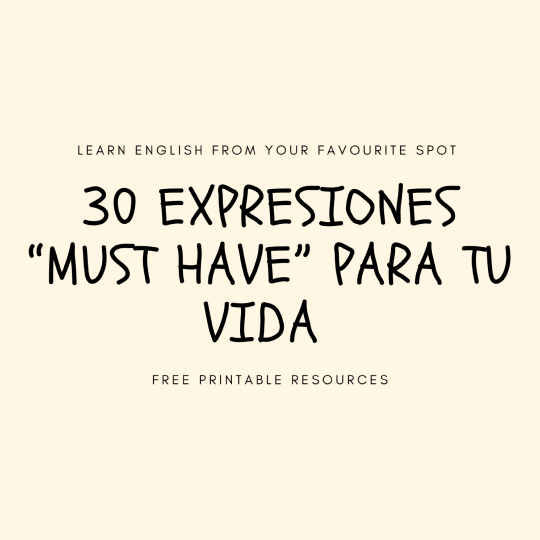 LEARN ENGLISH FROM YOUR FAVOURITE SPOT
30 EXPRESIONES
“MUST HAVE” PARA TU
VIDA
FREE PRINTABLE RESOURCES